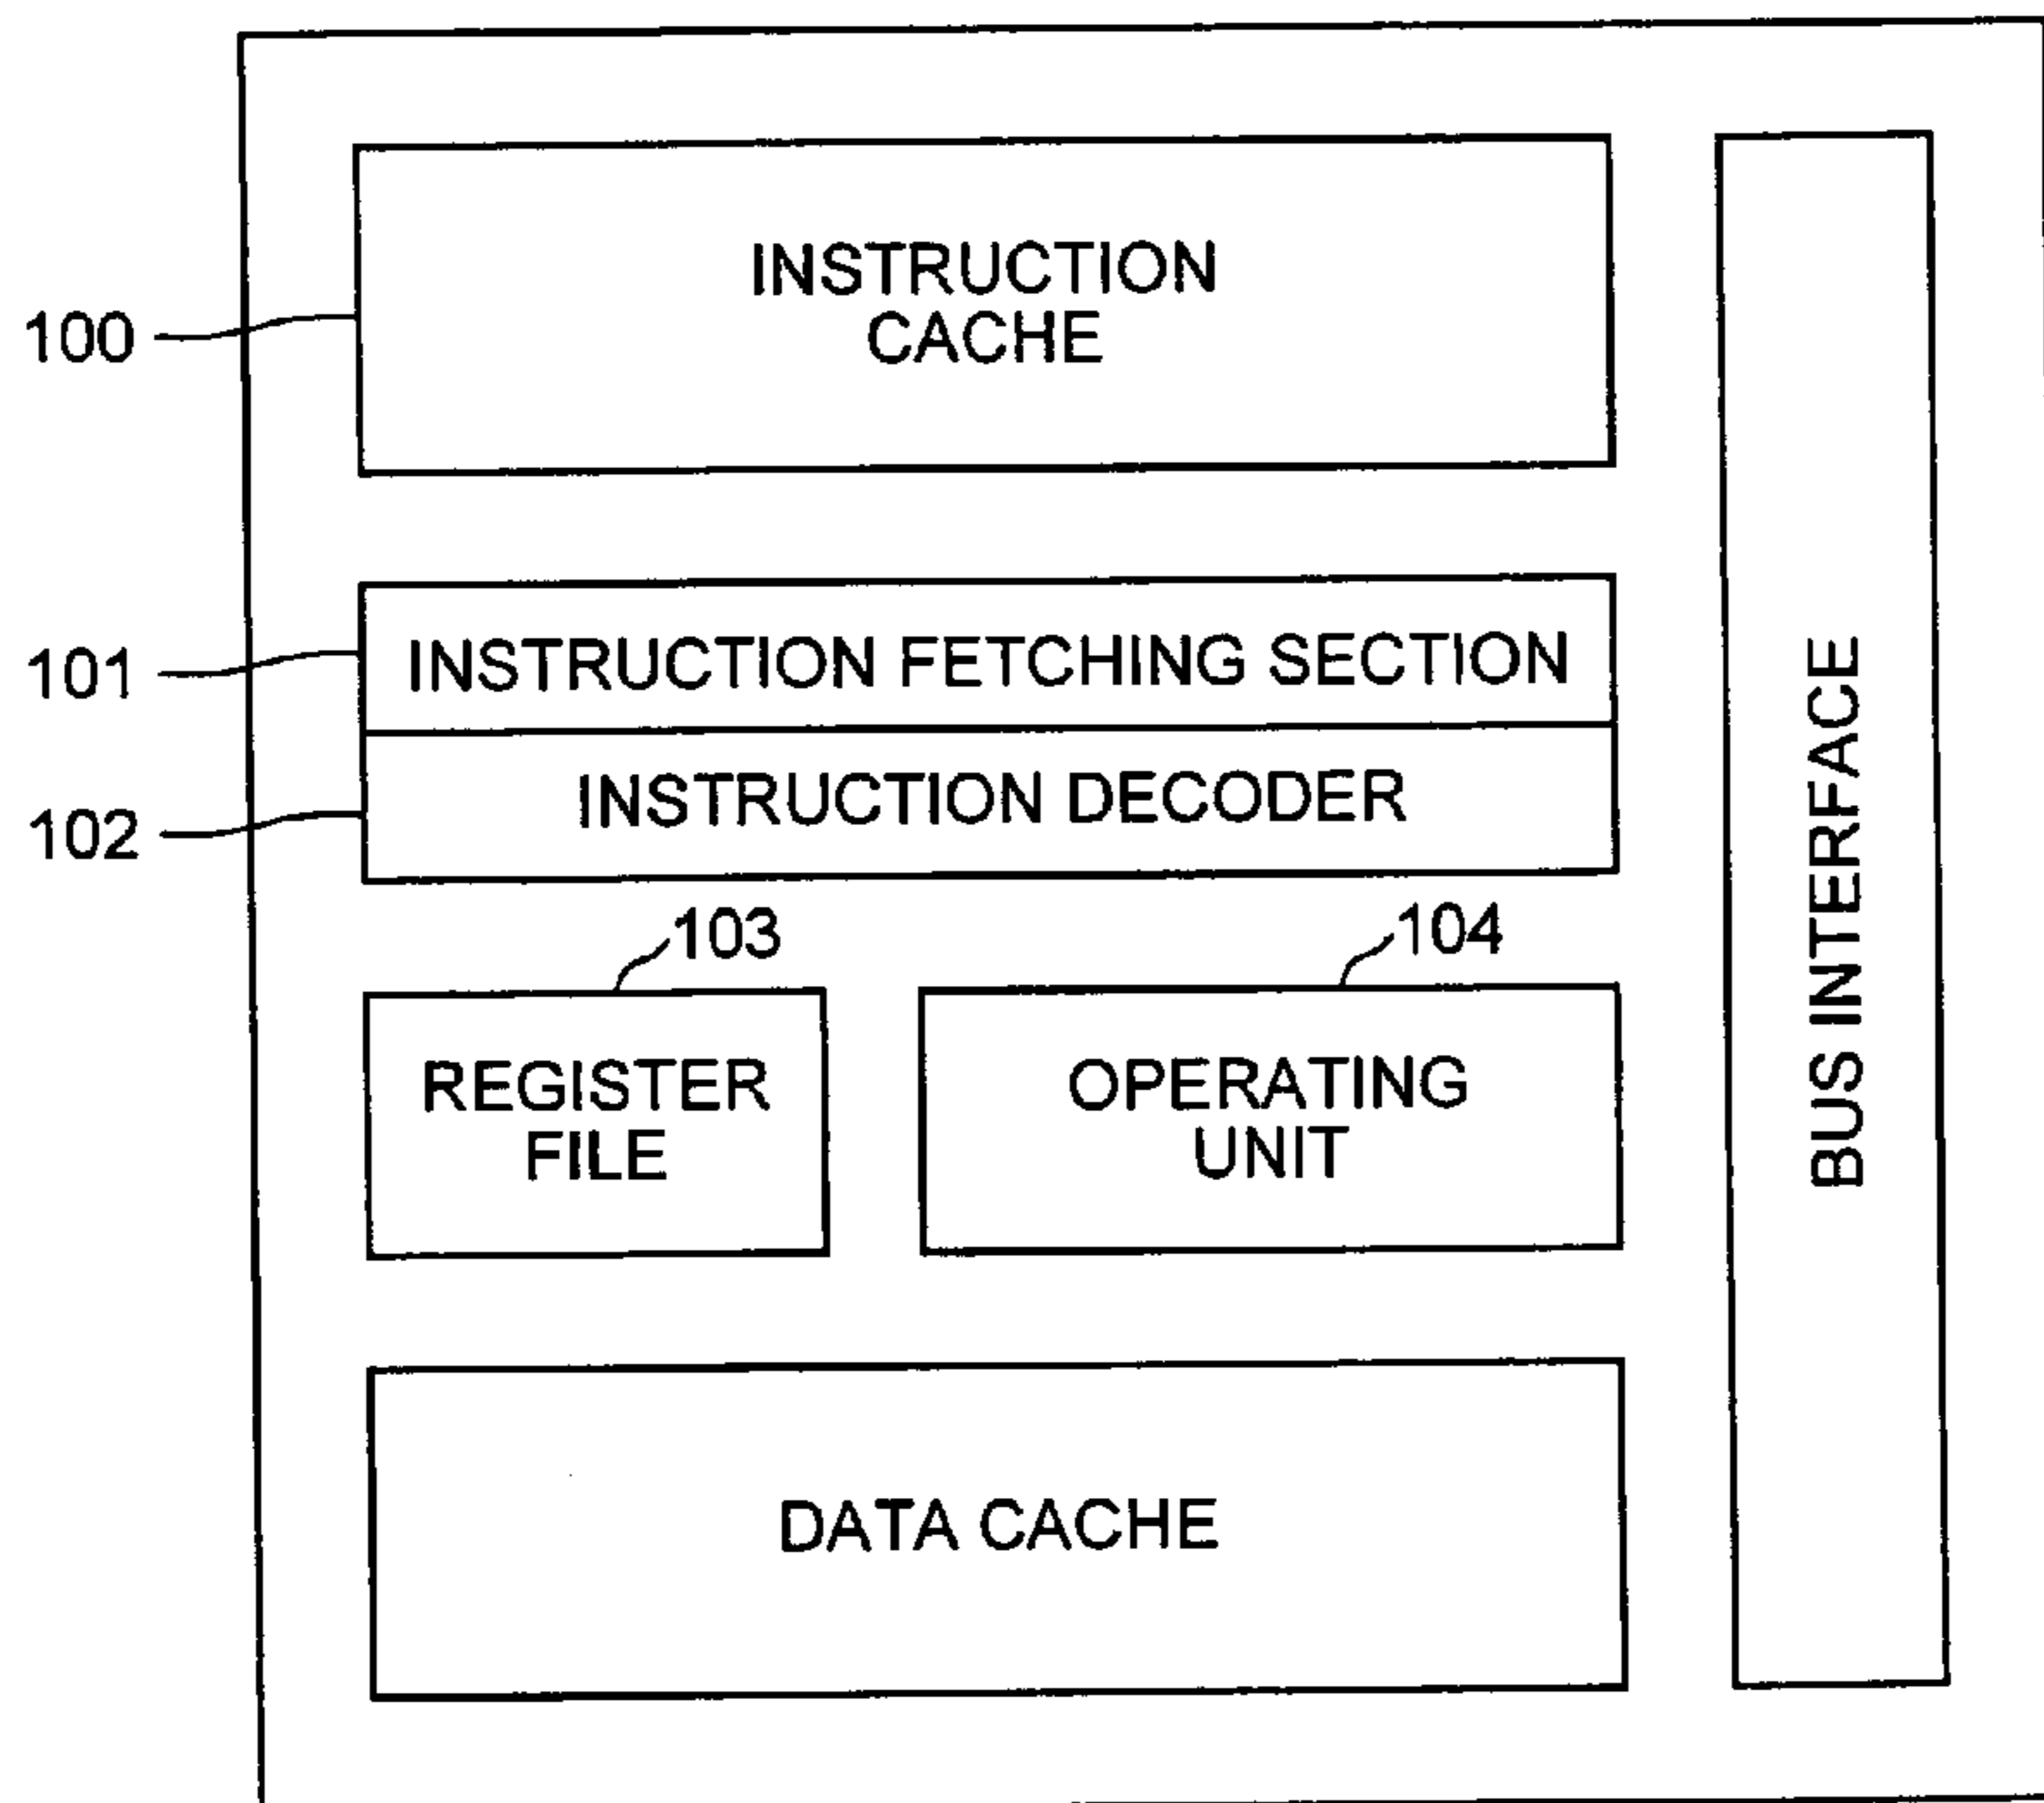 INSTRUCTION
CACHE
100
101
INSTRUCTION FETCHING SECTION
102
INSTRUCTION DECODER
103
104
REGISTER
FILE
OPERATING
UNIT
BUS INTERFACE
DATA CACHE